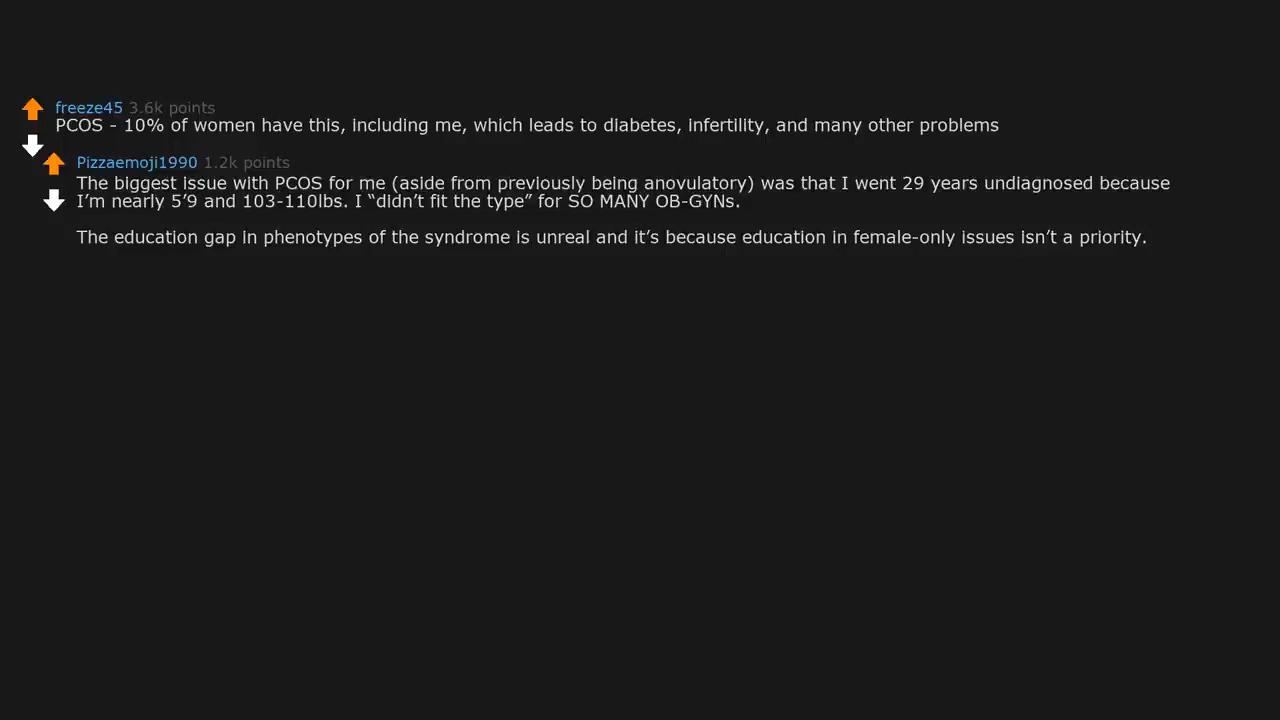 freeze45 3.6k points
PCOS - 10% of women have this, including me, which leads to diabetes, infertility, and many other problems
Pizzaemoji1990 1.2k points
The biggest issue with PCOS for me (aside from previously being anovulatory) was that I went 29 years undiagnosed because
I’m nearly 5’9 and 103-110lbs. I “didn’t fit the type” for SO MANY OB-GYNs.
The education gap in phenotypes of the syndrome is unreal and it’s because education in female-only issues isn’t a priority.